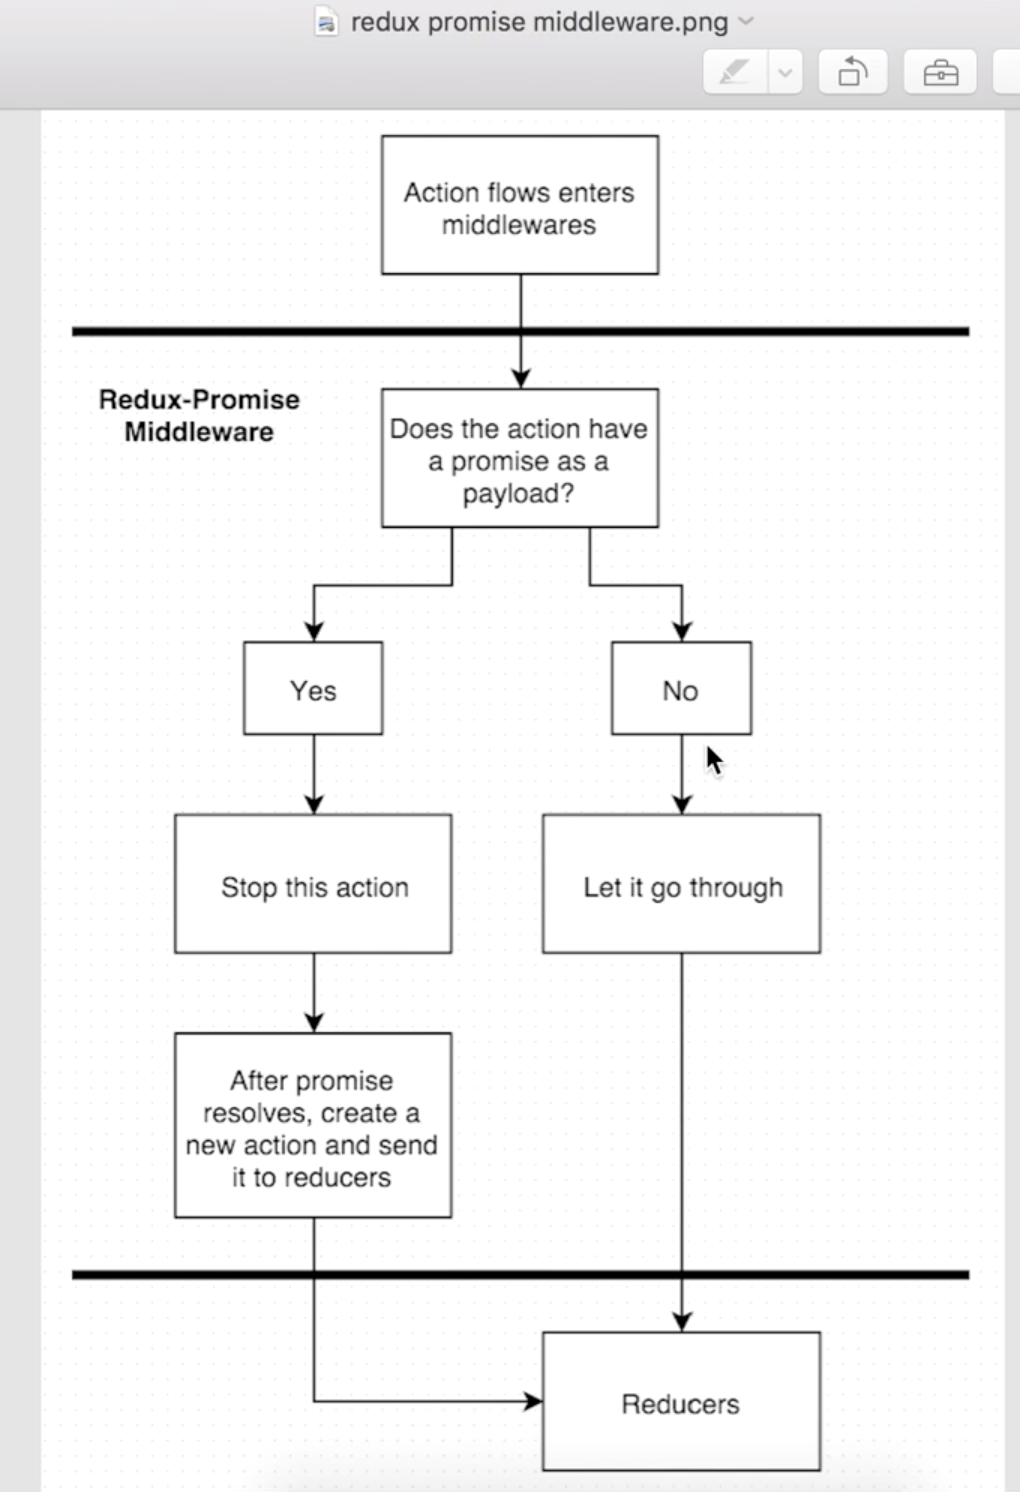 redux promise middleware.png
Action flows enters
middlewares
Redux-Promise
Middleware
Does the action have
a promise as a
payload?
Yes
No
Stop this action
Let it go through
After promise
resolves, create a
new action and send
it to reducers
Reducers